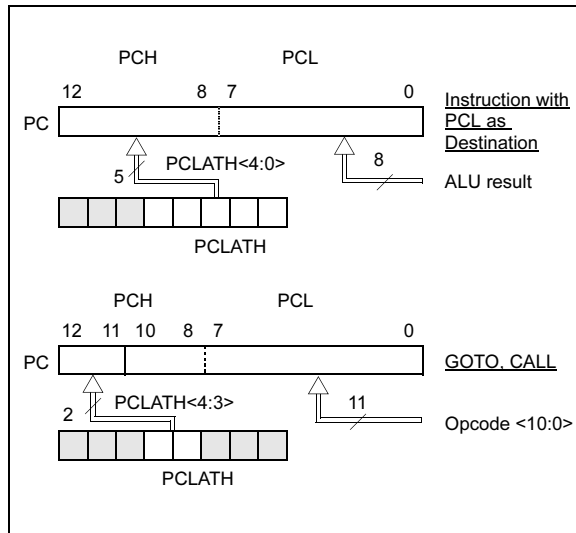 PCH PCL
12 8 7 0
PC
Instruction with
PCL as
Destination
5 PCLATH<4:0> 8
ALU result
PCLATH
PCH PCL
12 11 10 8 7 0
PC GOTO, CALL
2 PCLATH<4:3> 11
Opcode <10:0>
PCLATH